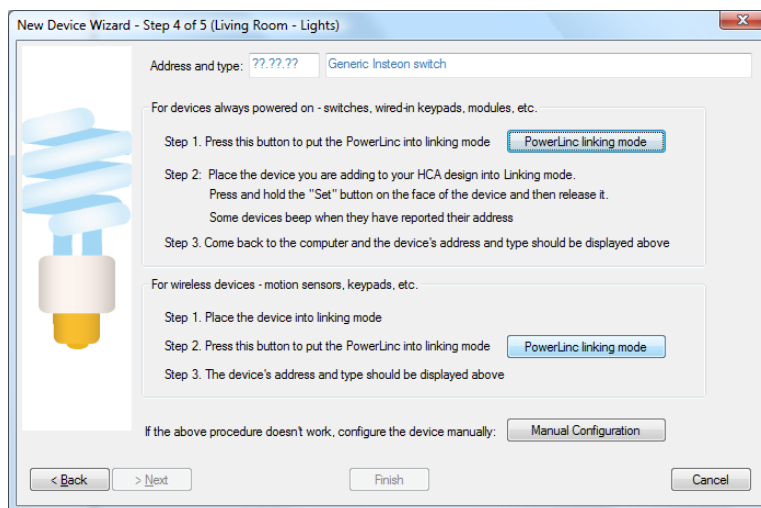 New Device Wizard - Step 4 of 5 (Living Room - Lights)
Address and type: ??.??.?? Generic Insteon switch
For devices always powered on - switches, wired-in keypads, modules, etc.
Step 1. Press this button to put the PowerLinc into linking mode PowerLinc linking mode
Step 2: Place the device you are adding to your HCA design into Linking mode.
Press and hold the "Set" button on the face of the device and then release it.
Some devices beep when they have reported their address
Step 3. Come back to the computer and the device's address and type should be displayed above
For wireless devices - motion sensors, keypads, etc.
Step 1. Place the device into linking mode
Step 2. Press this button to put the PowerLinc into linking mode PowerLinc linking mode
Step 3. The device's address and type should be displayed above
If the above procedure doesn't work, configure the device manually: Manual Configuration
< Back > Next Finish Cancel